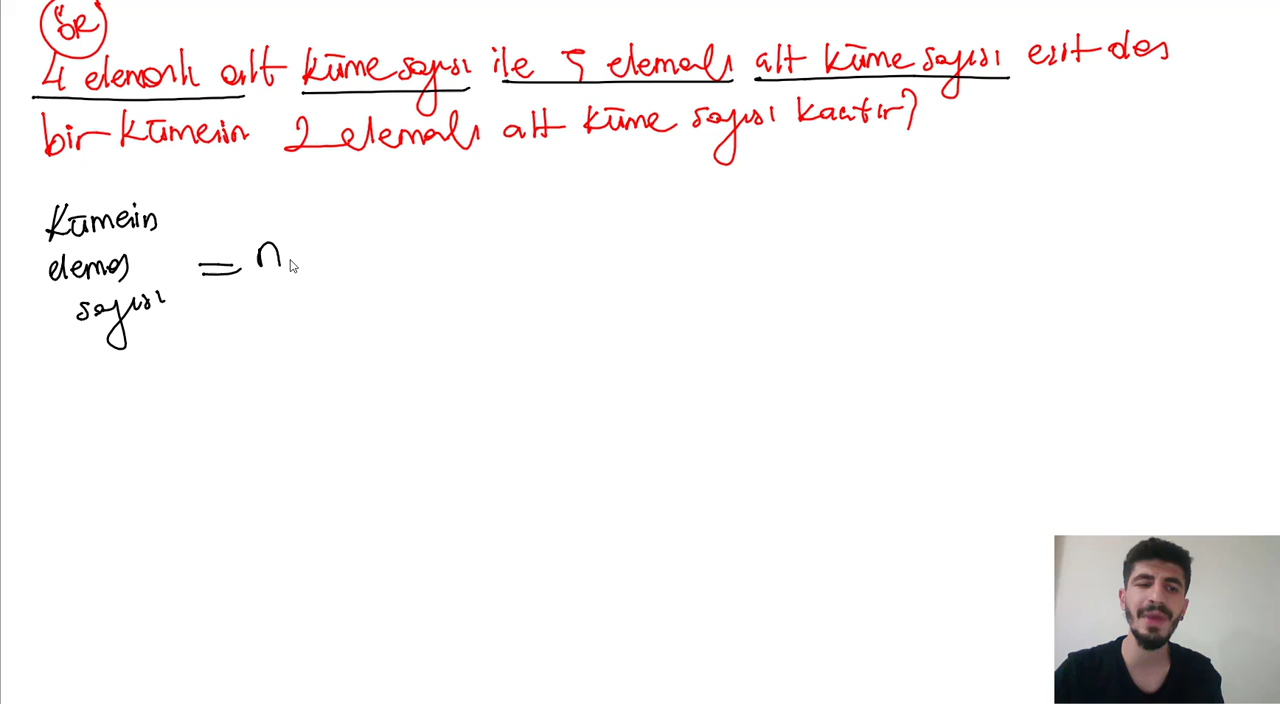 ÖR
4 elemanlı alt küme sayısı ile 5 elemanlı alt küme sayısı eşit olan
bir kümenin 2 elemanlı alt küme sayısı kaçtır?
Kümenin
eleman = n
sayısı